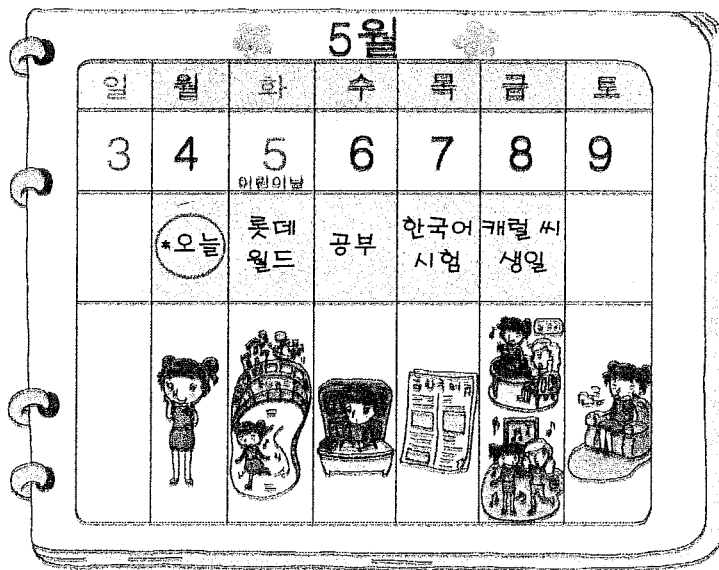 5월
일 월 화 수 목 금 토
3 4 5 6 7 8 9
어린이날
*오늘
롯데
월드
공부
한국어
시험
캐럴 씨
생일